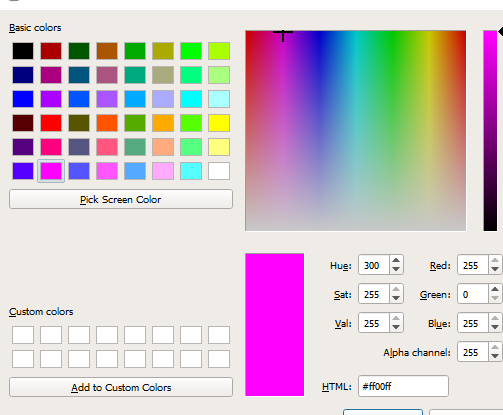 Basic colors
Pick Screen Color
Hue: 300 Red: 255
Sat: 255 Green: 0
Custom colors
Val: 255 Blue: 255
Alpha channel: 255
Add to Custom Colors
HTML: #ff00ff